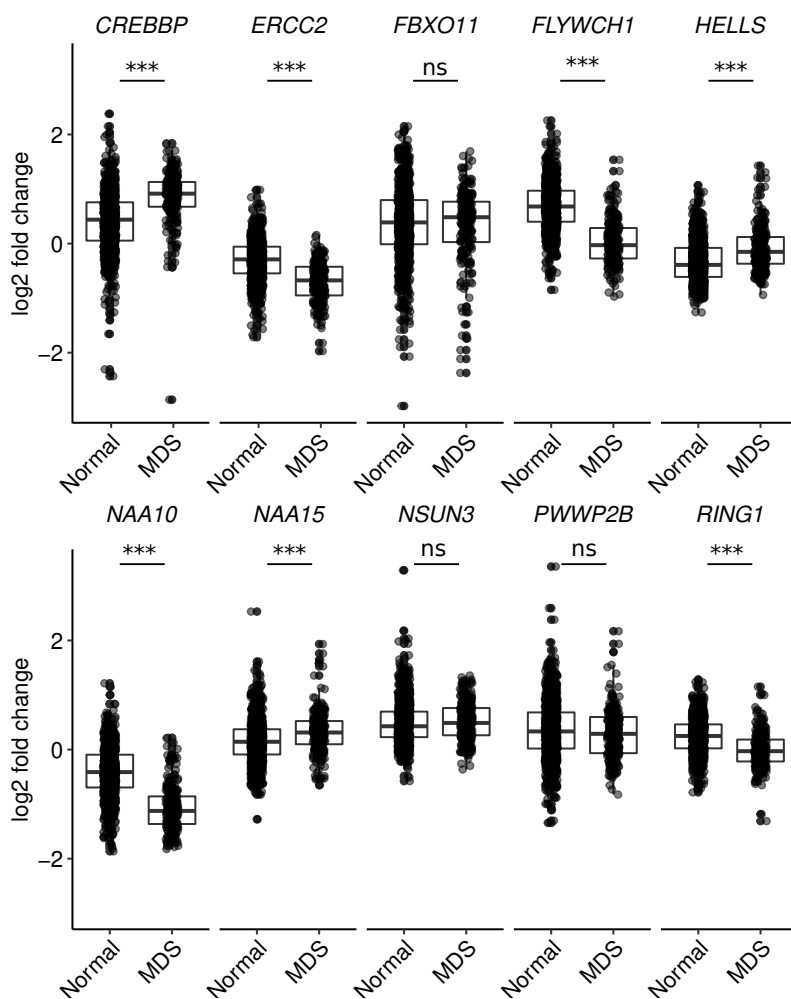 CREBBP ERCC2 FBXO11 FLYWCH1 HELLS
*** *** ns *** ***
log2 fold change
2
0
−2
Normal MDS Normal MDS Normal MDS Normal MDS Normal MDS
NAA10 NAA15 NSUN3 PWWP2B RING1
*** *** ns ns ***
log2 fold change
2
0
−2
Normal MDS Normal MDS Normal MDS Normal MDS Normal MDS